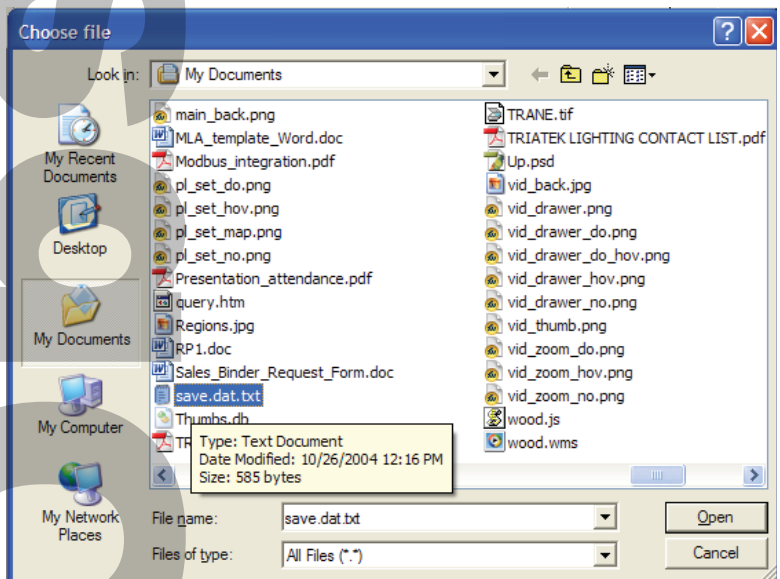 Choose file
Look in: My Documents
My Recent Documents
Desktop
My Documents
My Computer
My Network Places
main_back.png
MLA_template_Word.doc
Modbus_integration.pdf
pl_set_do.png
pl_set_hov.png
pl_set_map.png
pl_set_no.png
Presentation_attendance.pdf
query.htm
Regions.jpg
RP1.doc
Sales_Binder_Request_Form.doc
save.dat.txt
Thumbs.db
TR
TRANE.tif
TRIATEK LIGHTING CONTACT LIST.pdf
Up.psd
vid_back.jpg
vid_drawer.png
vid_drawer_do.png
vid_drawer_do_hov.png
vid_drawer_hov.png
vid_drawer_no.png
vid_thumb.png
vid_zoom_do.png
vid_zoom_hov.png
vid_zoom_no.png
wood.js
wood.wms
Type: Text Document
Date Modified: 10/26/2004 12:16 PM
Size: 585 bytes
File name: save.dat.txt
Open
Files of type: All Files (*.*)
Cancel